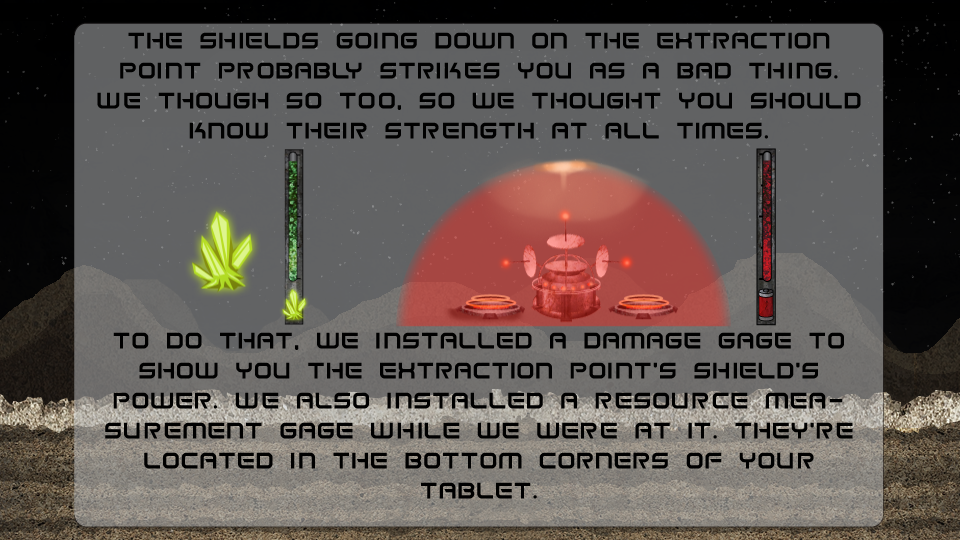 THE SHIELDS GOING DOWN ON THE EXTRACTION
POINT PROBABLY STRIKES YOU AS A BAD THING.
WE THOUGH SO TOO, SO WE THOUGHT YOU SHOULD
KNOW THEIR STRENGTH AT ALL TIMES.
TO DO THAT, WE INSTALLED A DAMAGE GAGE TO
SHOW YOU THE EXTRACTION POINT'S SHIELD'S
POWER. WE ALSO INSTALLED A RESOURCE MEA-
SUREMENT GAGE WHILE WE WERE AT IT. THEY'RE
LOCATED IN THE BOTTOM CORNERS OF YOUR
TABLET.